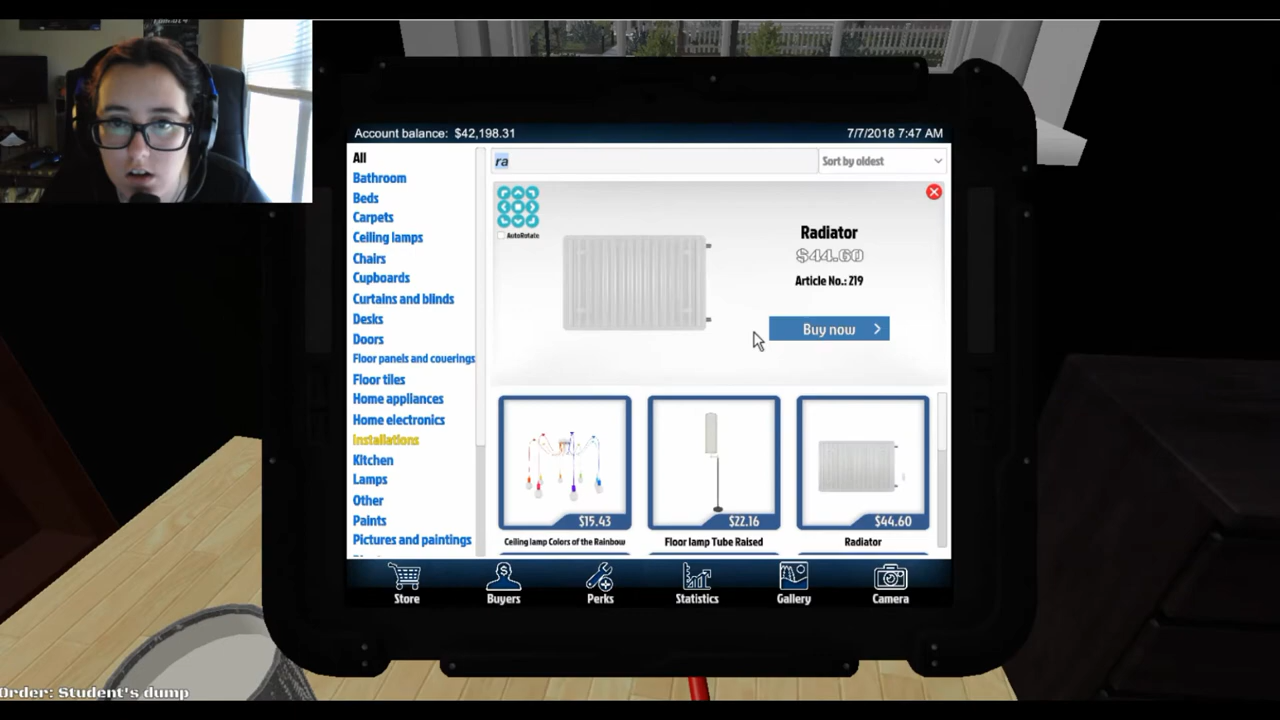 Account balance: $42,198.31
7/7/2018 7:47 AM
All
Bathroom
Beds
Carpets
Ceiling lamps
Chairs
Cupboards
Curtains and blinds
Desks
Doors
Floor panels and coverings
Floor tiles
Home appliances
Home electronics
Installations
Kitchen
Lamps
Other
Paints
Pictures and paintings
ra
Sort by oldest
AutoRotate
Radiator
$44.60
Article No.: 219
Buy now
$15.43
$22.16
$44.60
Ceiling lamp Colors of the Rainbow
Floor lamp Tube Raised
Radiator
Store
Buyers
Perks
Statistics
Gallery
Camera
Order: Student's dump